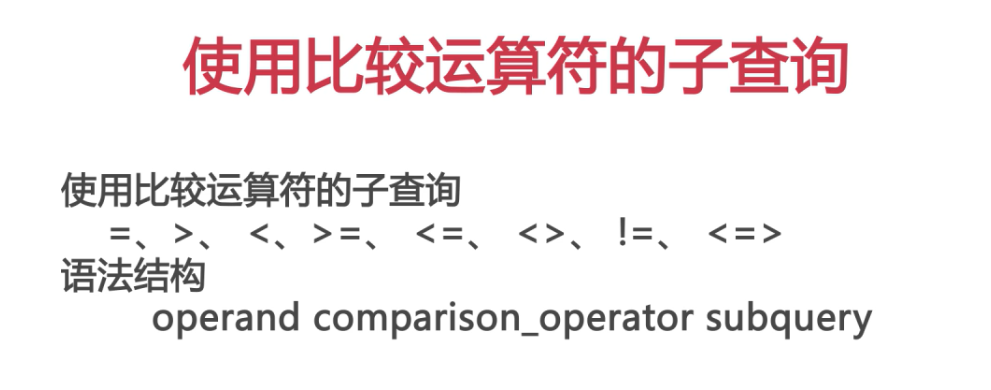 使用比较运算符的子查询
使用比较运算符的子查询
=、>、 <、>=、 <=、 <>、 !=、 <=>
语法结构
operand comparison_operator subquery